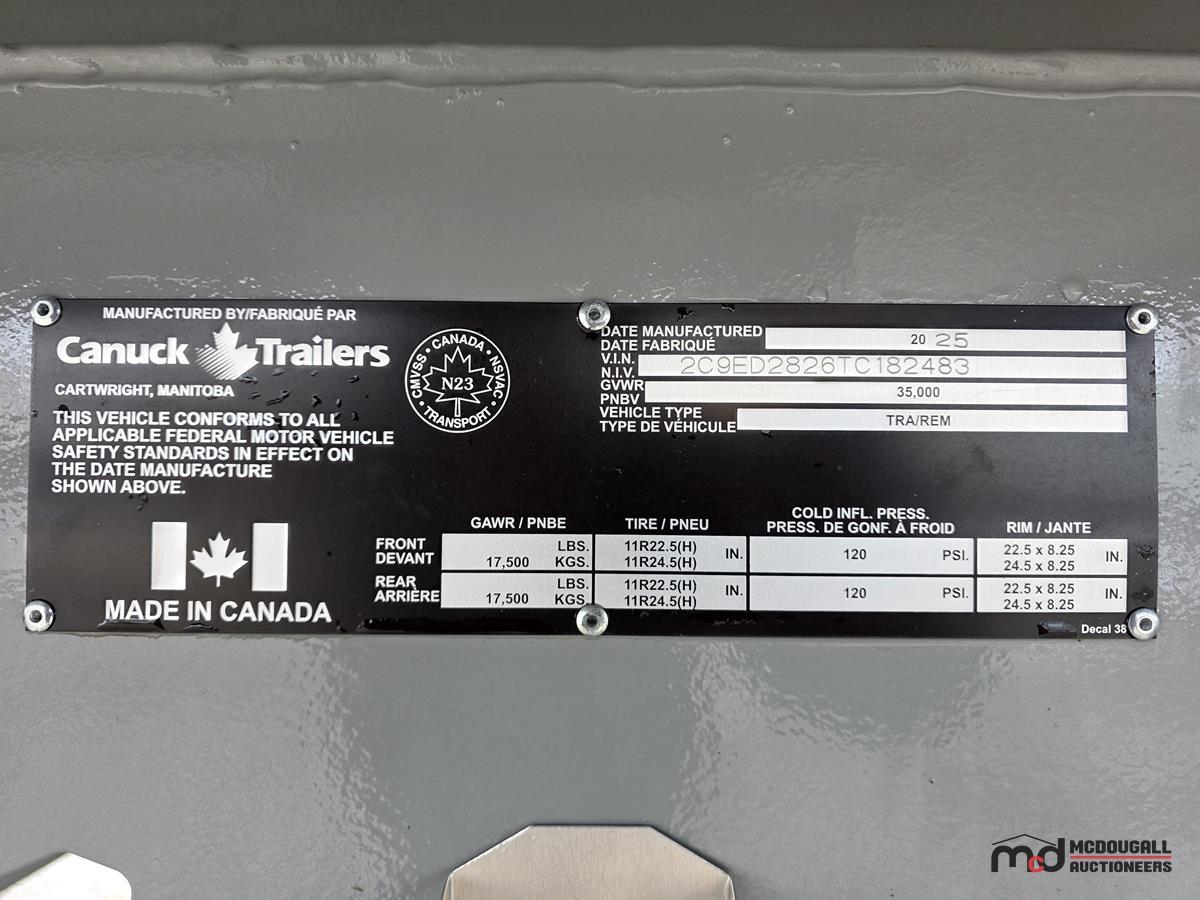 MANUFACTURED BY/FABRIQUÉ PAR
Canuck Trailers
CARTWRIGHT, MANITOBA
THIS VEHICLE CONFORMS TO ALL
APPLICABLE FEDERAL MOTOR VEHICLE
SAFETY STANDARDS IN EFFECT ON
THE DATE MANUFACTURE
SHOWN ABOVE.
CANADA
CMVSS • NSVAC
N23
TRANSPORT
DATE MANUFACTURED
DATE FABRIQUÉ
20 25
V.I.N.
N.I.V.
2C9ED2826TC182483
GVWR
PNBV
35,000
VEHICLE TYPE
TYPE DE VÉHICULE
TRA/REM
MADE IN CANADA
GAWR / PNBE
TIRE / PNEU
COLD INFL. PRESS.
PRESS. DE GONF. À FROID
RIM / JANTE
FRONT
DEVANT
LBS.
17,500 KGS.
11R22.5(H)
11R24.5(H)
IN.
120 PSI.
22.5 x 8.25
24.5 x 8.25
IN.
REAR
ARRIÈRE
LBS.
17,500 KGS.
11R22.5(H)
11R24.5(H)
IN.
120 PSI.
22.5 x 8.25
24.5 x 8.25
IN.
Decal 38
mcd MCDOUGALL
AUCTIONEERS